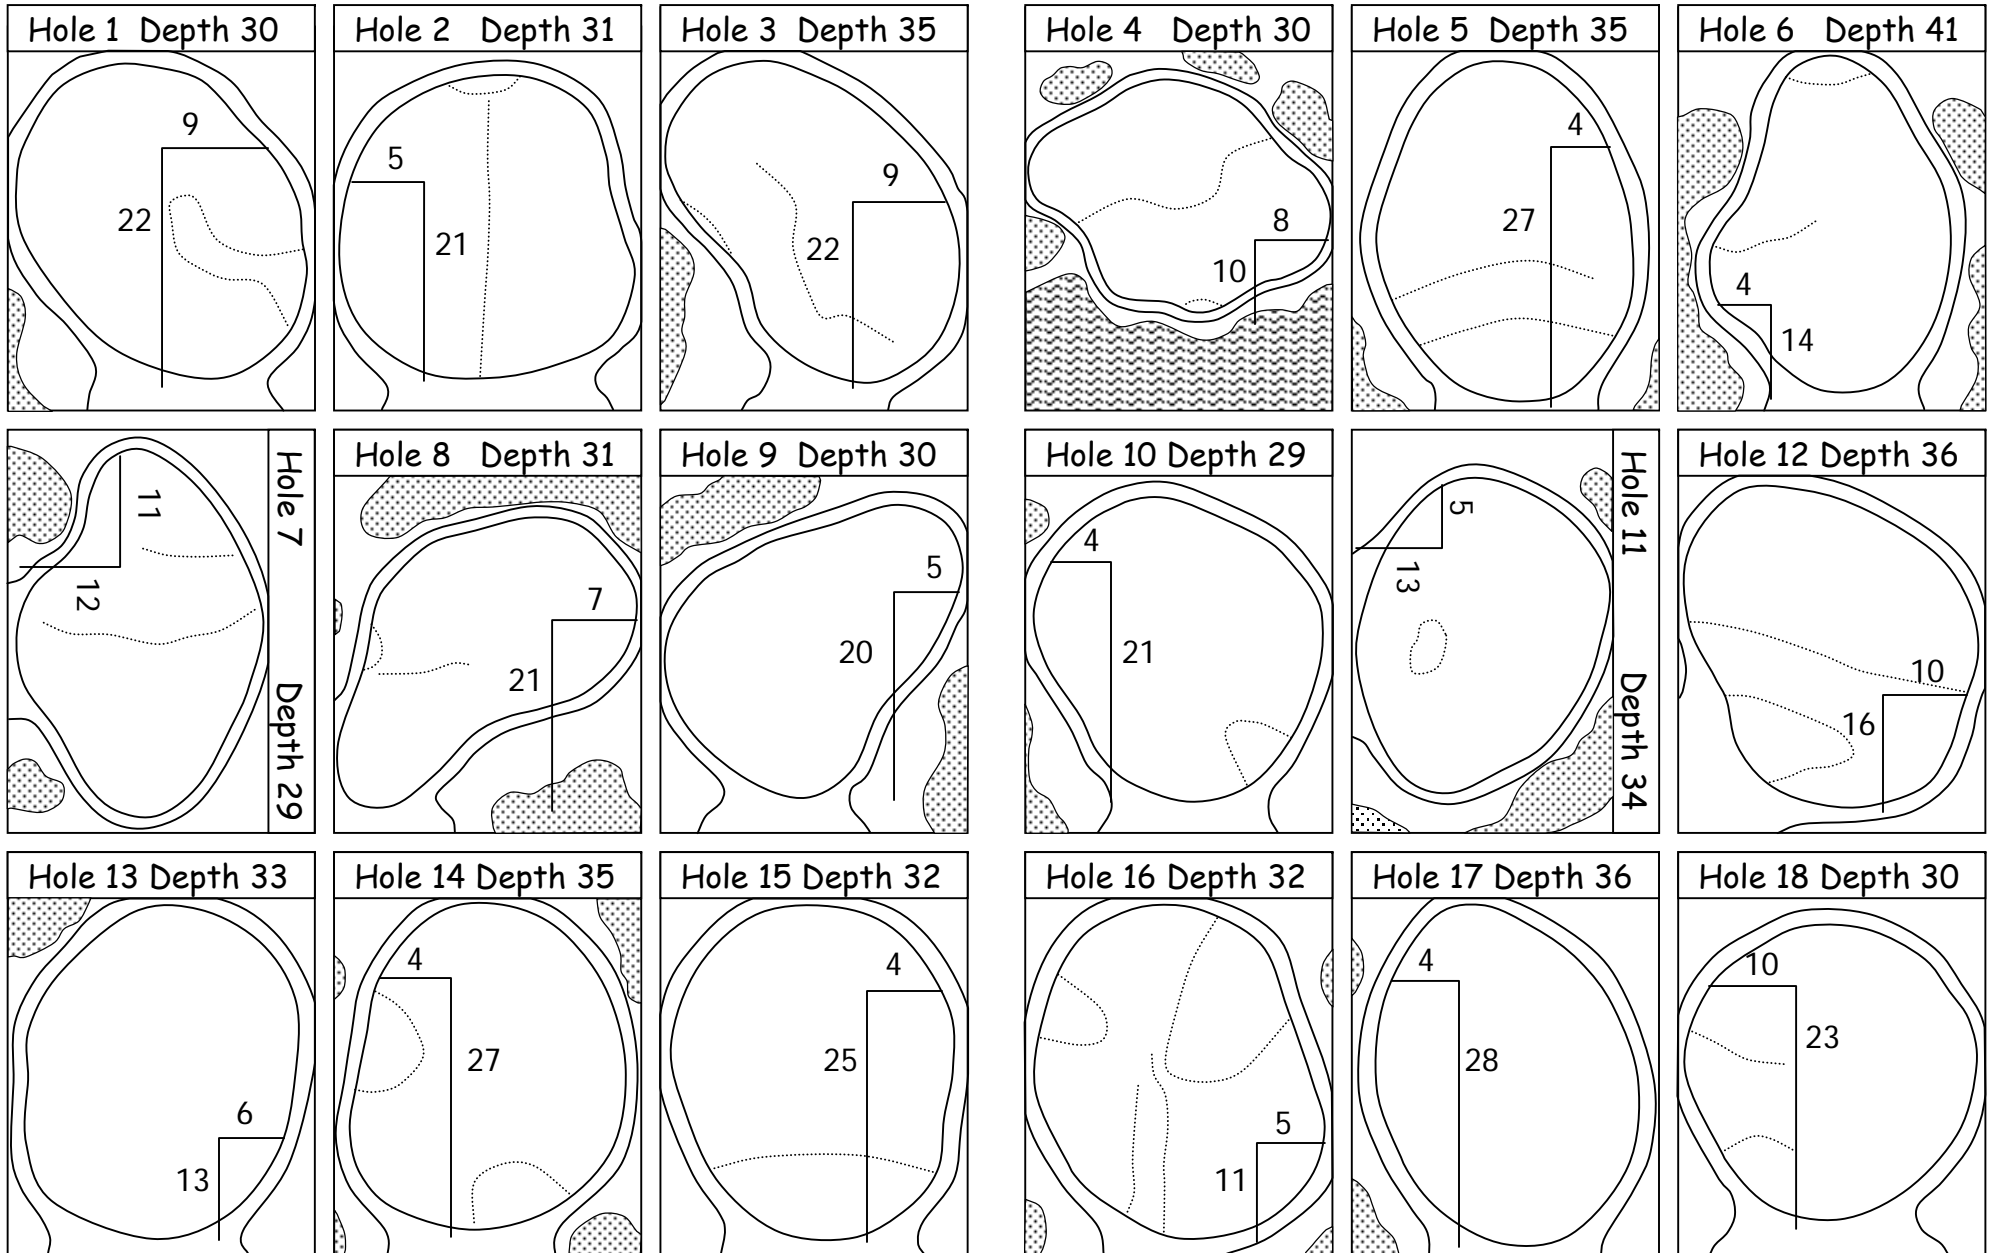 Hole 1 Depth 30
9
22
Hole 2 Depth 31
5
21
Hole 3 Depth 35
9
22
Hole 4 Depth 30
8
10
Hole 5 Depth 35
4
27
Hole 6 Depth 41
4
14
Hole 7 Depth 29
11
12
Hole 8 Depth 31
7
21
Hole 9 Depth 30
5
20
Hole 10 Depth 29
4
21
Hole 11 Depth 34
5
13
Hole 12 Depth 36
10
16
Hole 13 Depth 33
6
13
Hole 14 Depth 35
4
27
Hole 15 Depth 32
4
25
Hole 16 Depth 32
5
11
Hole 17 Depth 36
4
28
Hole 18 Depth 30
10
23